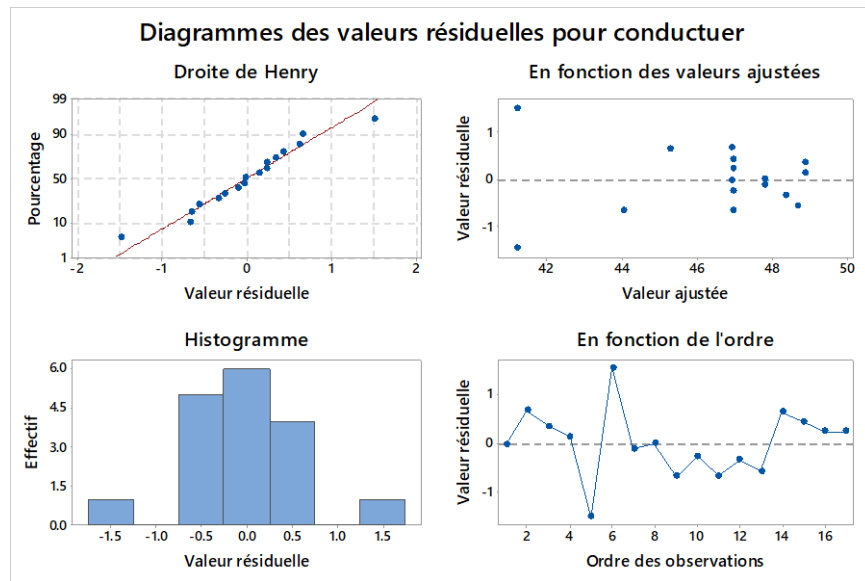 Diagrammes des valeurs résiduelles pour conductuer
Droite de Henry
99
90
50
10
1
Pourcentage
-2 -1 0 1 2
Valeur résiduelle
En fonction des valeurs ajustées
1
0
-1
Valeur résiduelle
42 44 46 48 50
Valeur ajustée
Histogramme
6.0
4.5
3.0
1.5
0.0
Effectif
-1.5 -1.0 -0.5 0.0 0.5 1.0 1.5
Valeur résiduelle
En fonction de l'ordre
1
0
-1
Valeur résiduelle
2 4 6 8 10 12 14 16
Ordre des observations